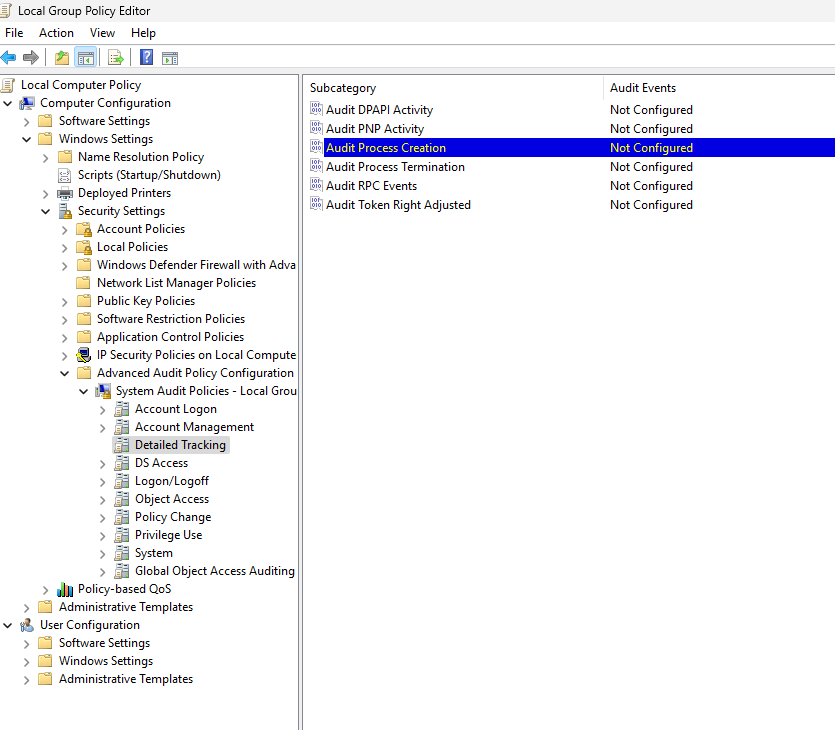 Local Group Policy Editor
File Action View Help
Local Computer Policy
Computer Configuration
Software Settings
Windows Settings
Name Resolution Policy
Scripts (Startup/Shutdown)
Deployed Printers
Security Settings
Account Policies
Local Policies
Windows Defender Firewall with Adva
Network List Manager Policies
Public Key Policies
Software Restriction Policies
Application Control Policies
IP Security Policies on Local Compute
Advanced Audit Policy Configuration
System Audit Policies - Local Grou
Account Logon
Account Management
Detailed Tracking
DS Access
Logon/Logoff
Object Access
Policy Change
Privilege Use
System
Global Object Access Auditing
Policy-based QoS
Administrative Templates
User Configuration
Software Settings
Windows Settings
Administrative Templates
Subcategory Audit Events
Audit DPAPI Activity Not Configured
Audit PNP Activity Not Configured
Audit Process Creation Not Configured
Audit Process Termination Not Configured
Audit RPC Events Not Configured
Audit Token Right Adjusted Not Configured